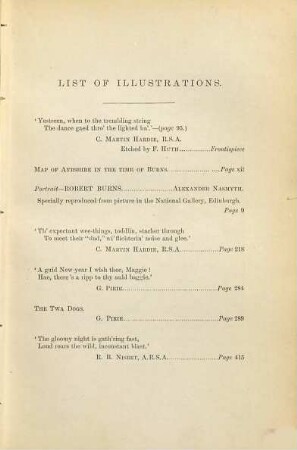 LIST OF ILLUSTRATIONS.
'Yestreen, when to the trembling string
The dance gaed thro' the lighted ha'.'—(page 93.)
C. Martin Hardie, R.S.A.
Etched by F. Huth..............Frontispiece
Map of Ayrshire in the time of Burns..................Page xii
Portrait—ROBERT BURNS....................Alexander Nasmyth.
Specially reproduced from picture in the National Gallery, Edinburgh.
Page 0
'Th' expectant wee-things, toddlin, stacher through
To meet their "dad," wi' flichterin' noise and glee.'
C. Martin Hardie, R.S.A..............Page 218
'A guid New-year I wish thee, Maggie!
Hae, there's a ripp to thy auld baggie.'
G. Pirie..............Page 284
The Twa Dogs.
G. Pirie..............Page 289
'The gloomy night is gath'ring fast,
Loud roars the wild, inconstant blast.'
R. B. Nisbet, A.R.S.A..............Page 415